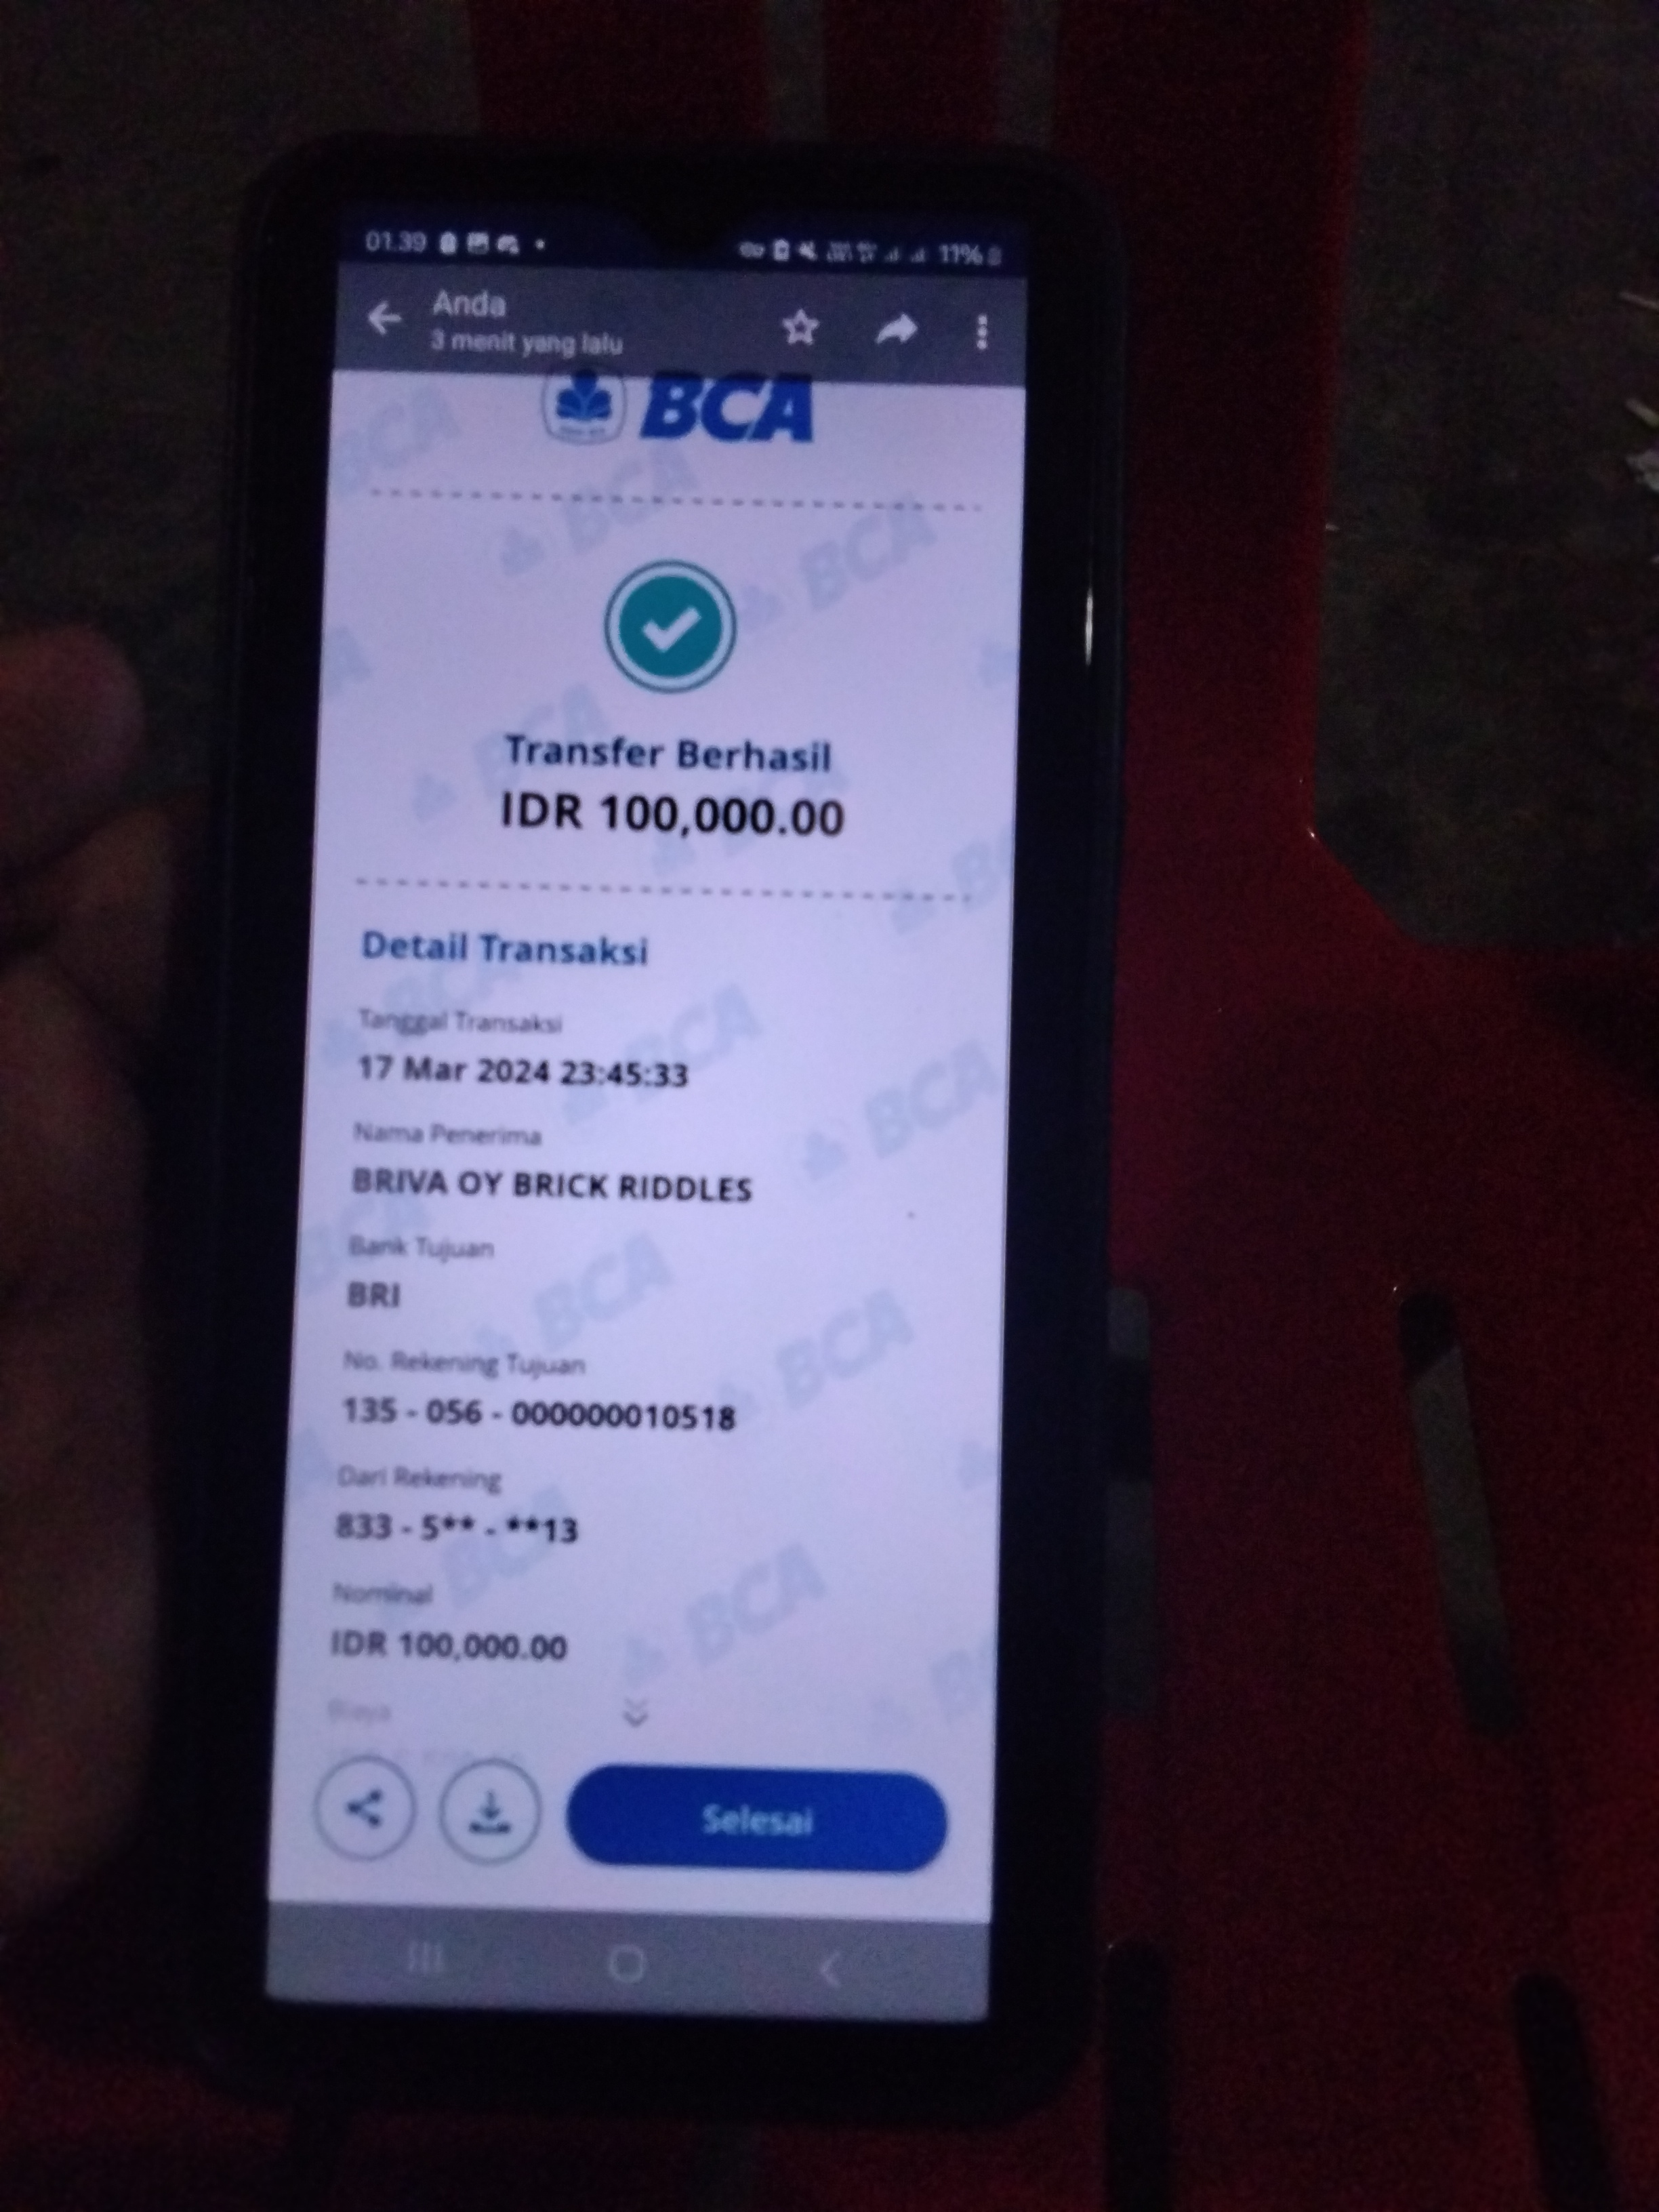 01.39
11%
Anda
3 menit yang lalu
BCA
Transfer Berhasil
IDR 100,000.00
Detail Transaksi
Tanggal Transaksi
17 Mar 2024 23:45:33
Nama Penerima
BRIVA OY BRICK RIDDLES
Bank Tujuan
BRI
No. Rekening Tujuan
135 - 056 - 000000010518
Dari Rekening
833 - 5** - **13
Nominal
IDR 100,000.00
Biaya
Selesai